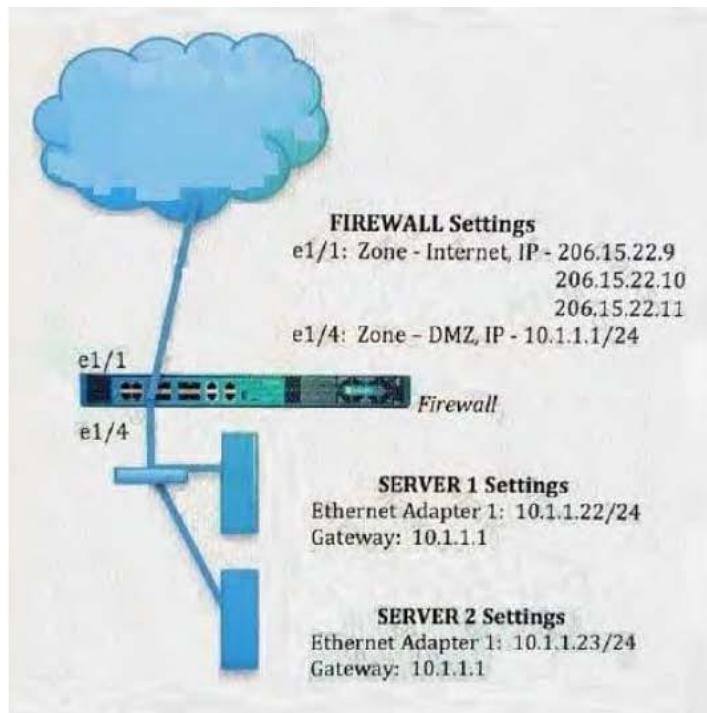 FIREWALL Settings
e1/1: Zone - Internet, IP - 206.15.22.9
206.15.22.10
206.15.22.11
e1/4: Zone – DMZ, IP - 10.1.1.1/24
e1/1
Firewall
e1/4
SERVER 1 Settings
Ethernet Adapter 1: 10.1.1.22/24
Gateway: 10.1.1.1
SERVER 2 Settings
Ethernet Adapter 1: 10.1.1.23/24
Gateway: 10.1.1.1